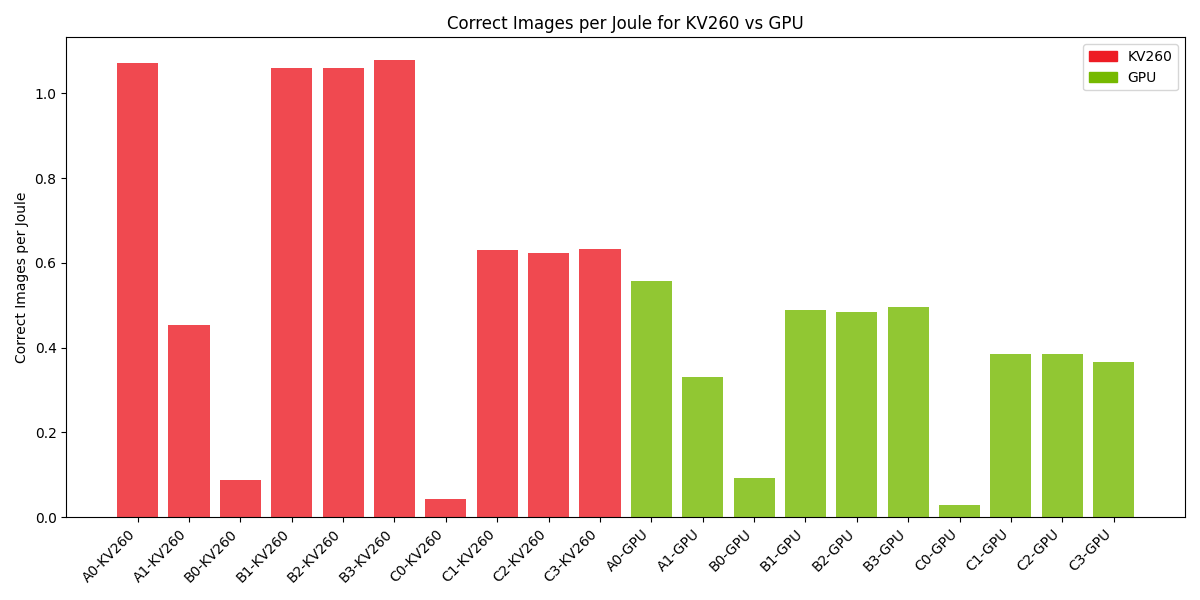 Correct Images per Joule for KV260 vs GPU
KV260
GPU
Correct Images per Joule
1.0
0.8
0.6
0.4
0.2
0.0
A0-KV260
A1-KV260
B0-KV260
B1-KV260
B2-KV260
B3-KV260
C0-KV260
C1-KV260
C2-KV260
C3-KV260
A0-GPU
A1-GPU
B0-GPU
B1-GPU
B2-GPU
B3-GPU
C0-GPU
C1-GPU
C2-GPU
C3-GPU